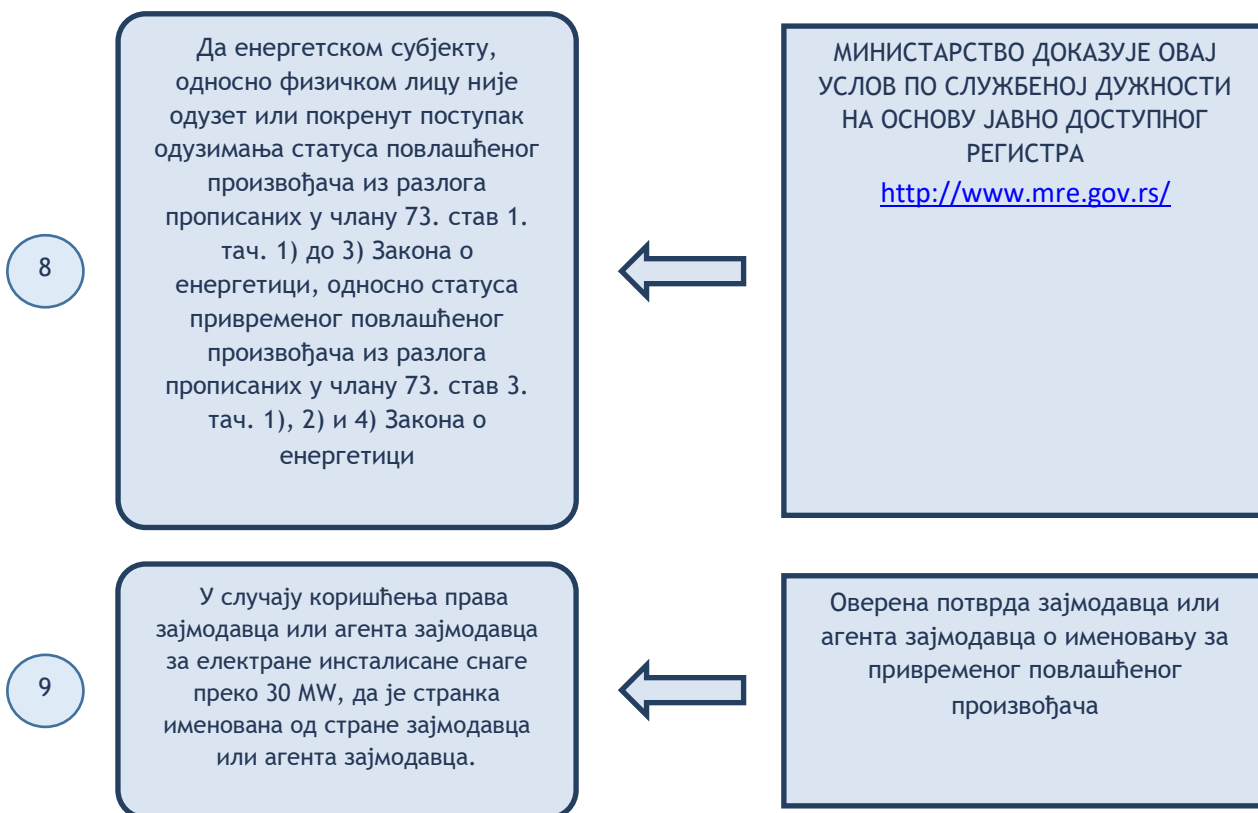 8
Да енергетском субјекту,
односно физичком лицу није
одузет или покренут поступак
одузимања статуса повлашћеног
произвођача из разлога
прописаних у члану 73. став 1.
тач. 1) до 3) Закона о
енергетици, односно статуса
привременог повлашћеног
произвођача из разлога
прописаних у члану 73. став 3.
тач. 1), 2) и 4) Закона о
енергетици
МИНИСТАРСТВО ДОКАЗУЈЕ ОВАЈ
УСЛОВ ПО СЛУЖБЕНОЈ ДУЖНОСТИ
НА ОСНОВУ ЈАВНО ДОСТУПНОГ
РЕГИСТРА
http://www.mre.gov.rs/
9
У случају коришћења права
зајмодавца или агента зајмодавца
за електране инсталисане снаге
преко 30 MW, да је странка
именована од стране зајмодавца
или агента зајмодавца.
Оверена потврда зајмодавца или
агента зајмодавца о именовању за
привременог повлашћеног
произвођача